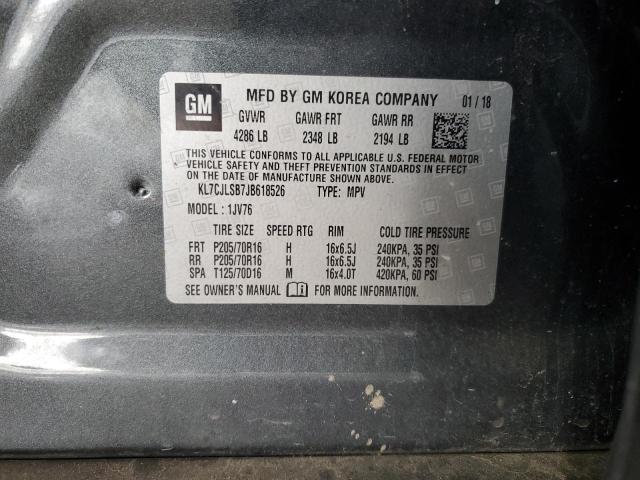 GM
MFD BY GM KOREA COMPANY 01 / 18
GVWR GAWR FRT GAWR RR
4286 LB 2348 LB 2194 LB
THIS VEHICLE CONFORMS TO ALL APPLICABLE U.S. FEDERAL MOTOR
VEHICLE SAFETY AND THEFT PREVENTION STANDARDS IN EFFECT
ON THE DATE OF MANUFACTURE SHOWN ABOVE.
KL7CJLSB7JB618526 TYPE: MPV
MODEL : 1JV76
TIRE SIZE SPEED RTG RIM COLD TIRE PRESSURE
FRT P205/70R16 H 16x6.5J 240KPA, 35 PSI
RR P205/70R16 H 16x6.5J 240KPA, 35 PSI
SPA T125/70D16 M 16x4.0T 420KPA, 60 PSI
SEE OWNER'S MANUAL FOR MORE INFORMATION.